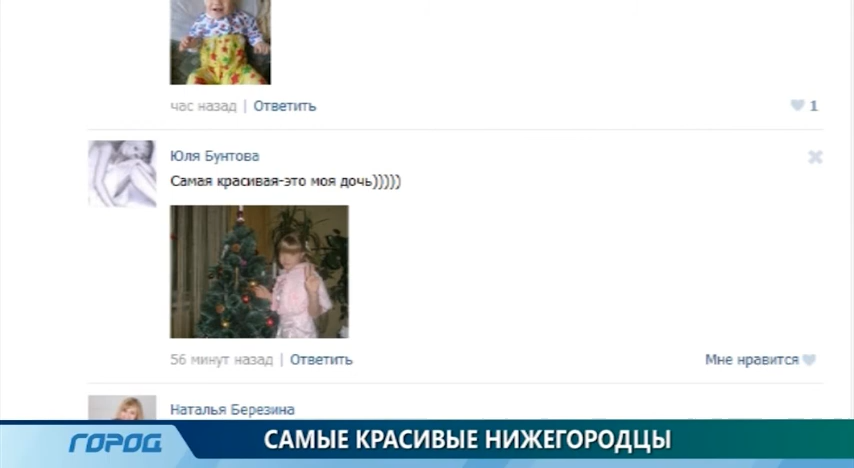 час назад | Ответить
1
Юля Бунтова
Самая красивая-это моя дочь)))))
56 минут назад | Ответить
Мне нравится
Наталья Березина
ГОРОД
САМЫЕ КРАСИВЫЕ НИЖЕГОРОДЦЫ